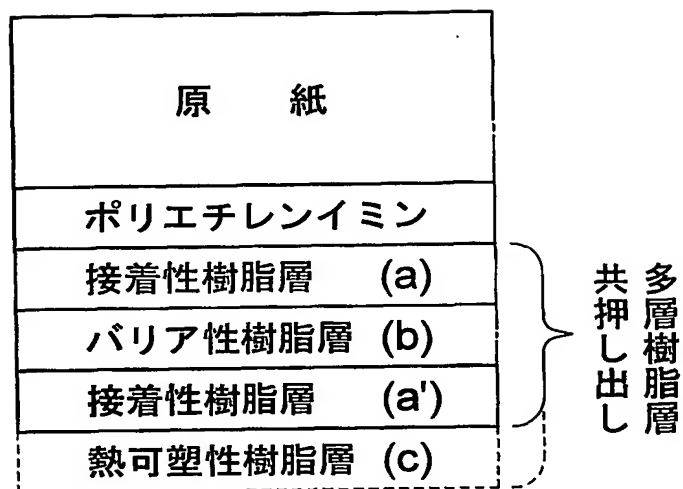 原 紙
ポリエチレンイミン
接着性樹脂層 (a)
バリア性樹脂層 (b)
接着性樹脂層 (a')
熱可塑性樹脂層 (c)
多層樹脂層
共押し出し